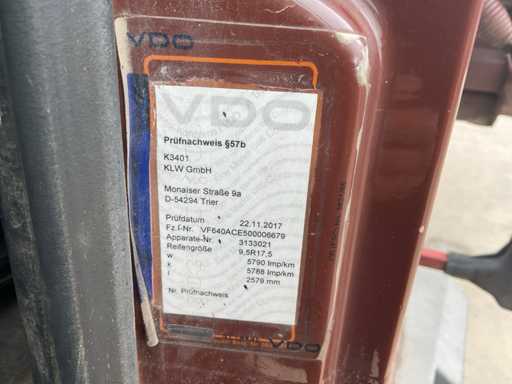 VDO
VDO
Prüfnachweis §57b
K3401
KLW GmbH
Monaiser Straße 9a
D-54294 Trier
Prüfdatum 22.11.2017
Fz.I-Nr. VF640ACE500006679
Apparate-Nr. 3133021
Reifengröße 9,5R17,5
w 5790 Imp/km
k 5788 Imp/km
l 2579 mm
Nr. Prüfnachweis
VDO